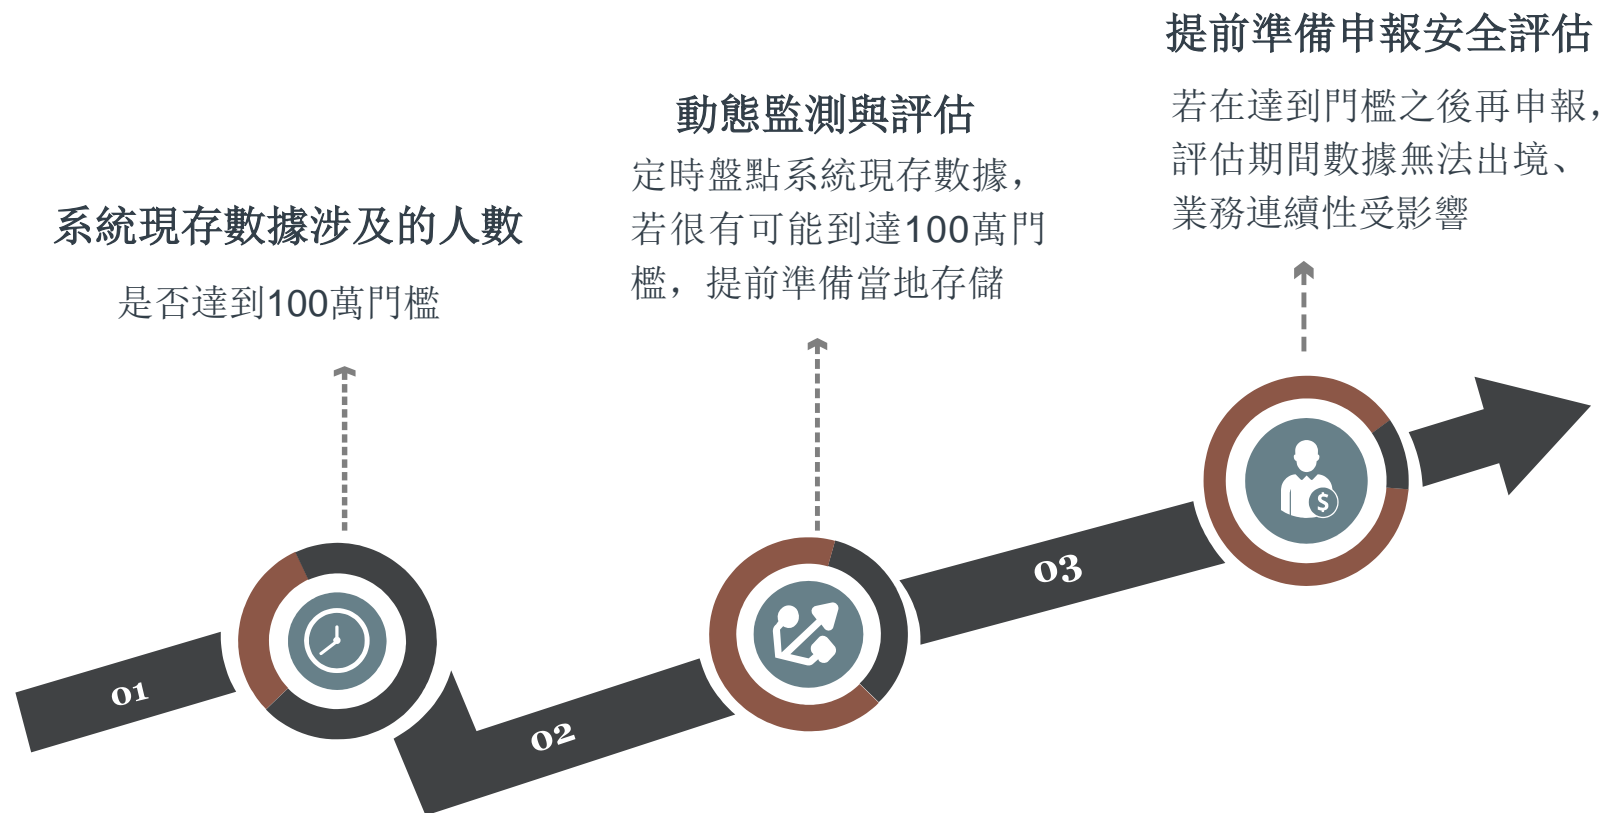 系統現存數據涉及的人數
是否達到100萬門檻
動態監測與評估
定時盤點系統現存數據，
若很有可能到達100萬門
檻，提前準備當地存儲
提前準備申報安全評估
若在達到門檻之後再申報，
評估期間數據無法出境、
業務連續性受影響
01
02
03
$